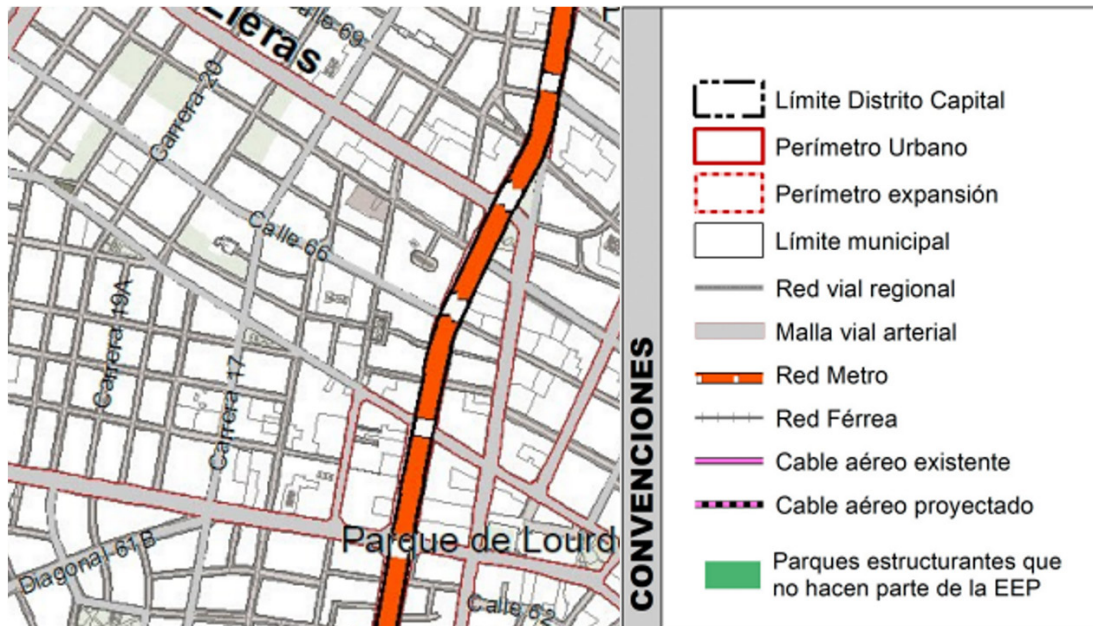 Calle 69
Lleras
Carrera 20
Calle 66
Carrera 19A
Carrera 17
Parque de Lourd
Diagonal 61B
Calle 62
CONVENCIONES
Límite Distrito Capital
Perímetro Urbano
Perímetro expansión
Límite municipal
Red vial regional
Malla vial arterial
Red Metro
Red Férrea
Cable aéreo existente
Cable aéreo proyectado
Parques estructurantes que
no hacen parte de la EEP